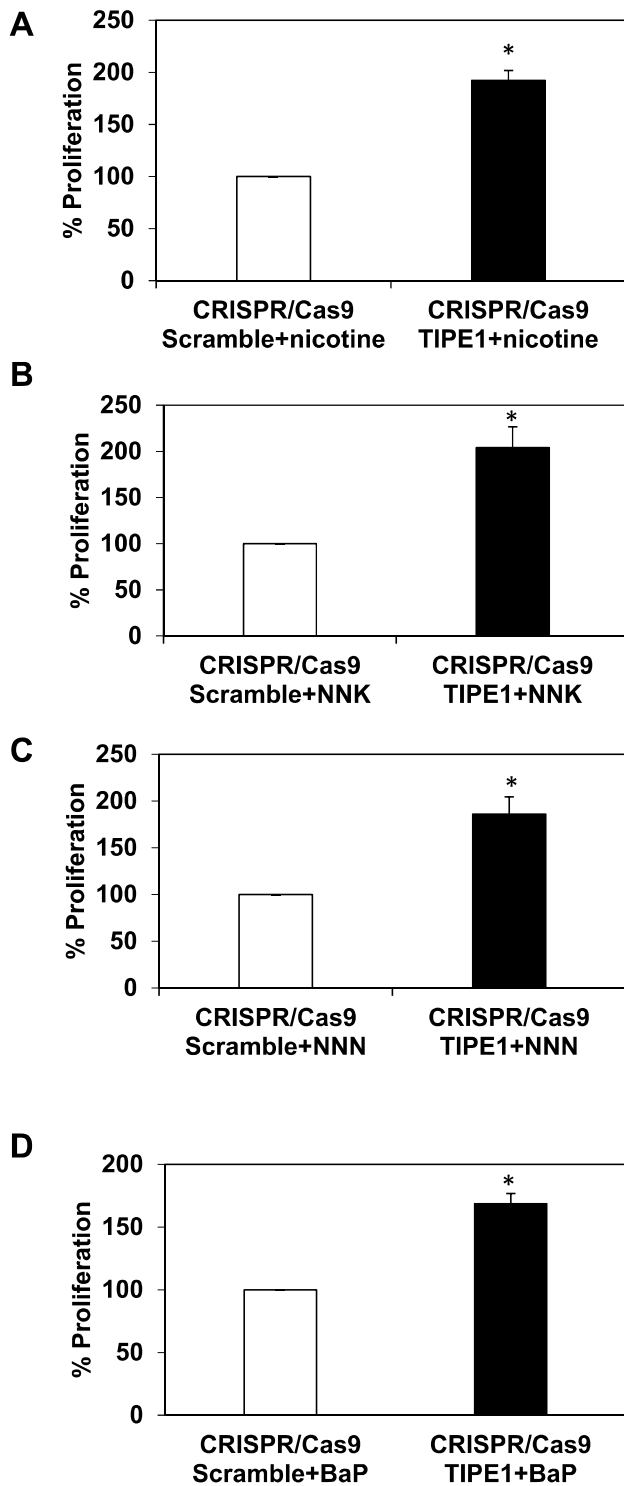 A
% Proliferation
250
200
150
100
50
0
*
CRISPR/Cas9
Scramble+nicotine
CRISPR/Cas9
TIPE1+nicotine
B
% Proliferation
250
200
150
100
50
0
*
CRISPR/Cas9
Scramble+NNK
CRISPR/Cas9
TIPE1+NNK
C
% Proliferation
250
200
150
100
50
0
*
CRISPR/Cas9
Scramble+NNN
CRISPR/Cas9
TIPE1+NNN
D
% Proliferation
200
150
100
50
0
*
CRISPR/Cas9
Scramble+BaP
CRISPR/Cas9
TIPE1+BaP